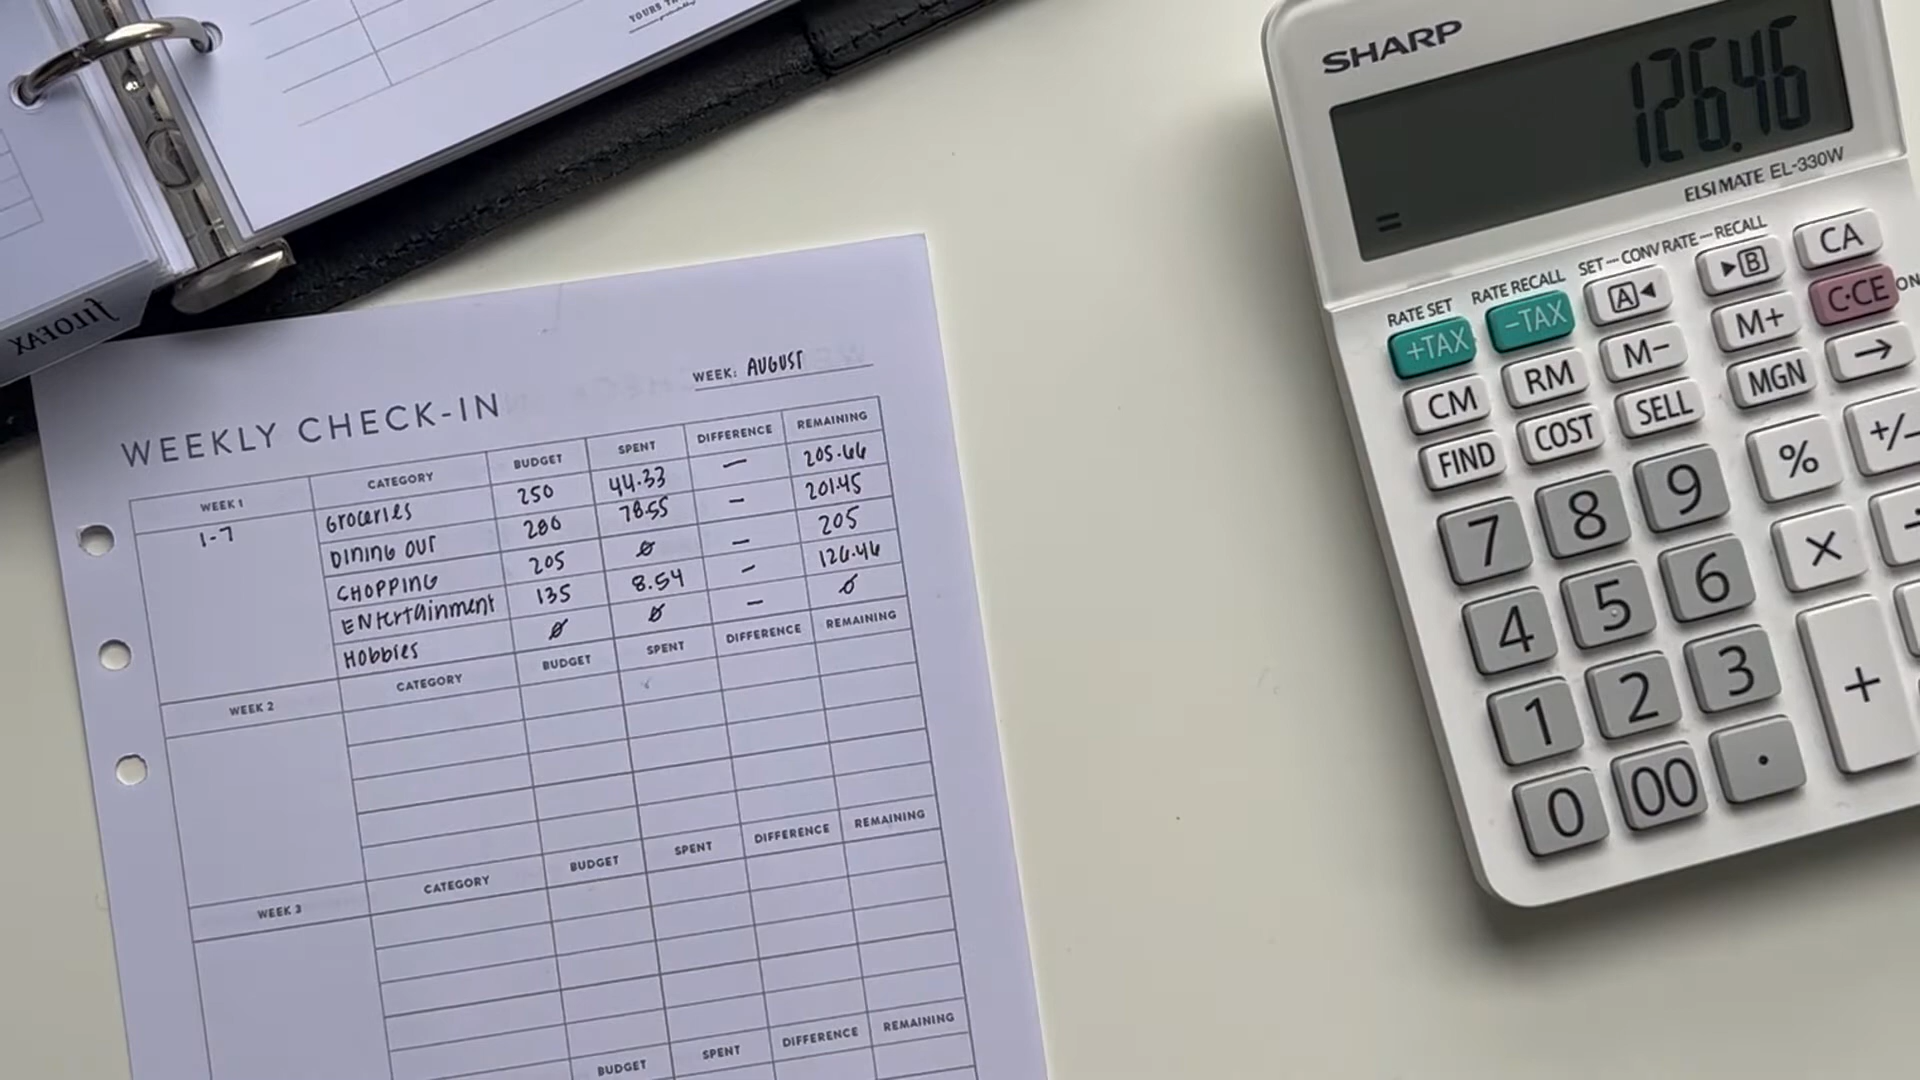 YOURS
FILOFAX
WEEKLY CHECK-IN
WEEK: AUGUST
WEEK 1 CATEGORY BUDGET SPENT DIFFERENCE REMAINING
1-7 GROCERIES 250 44.33 — 205.66
DINING OUT 280 78.55 – 201.45
CHOPPING 205 Ø – 205
ENTERTAINMENT 135 8.54 – 126.46
HOBBIES Ø Ø – Ø
WEEK 2 CATEGORY BUDGET SPENT DIFFERENCE REMAINING
WEEK 3 CATEGORY BUDGET SPENT DIFFERENCE REMAINING
BUDGET SPENT DIFFERENCE REMAINING
SHARP
126.46
=
ELSIMATE EL-330W
RATE SET RATE RECALL SET — CONV RATE — RECALL
+TAX -TAX A◀ ▶B CA
CM RM M− M+ C·CE ON
FIND COST SELL MGN →
7 8 9 % +/−
4 5 6 ×
1 2 3 +
0 00 .